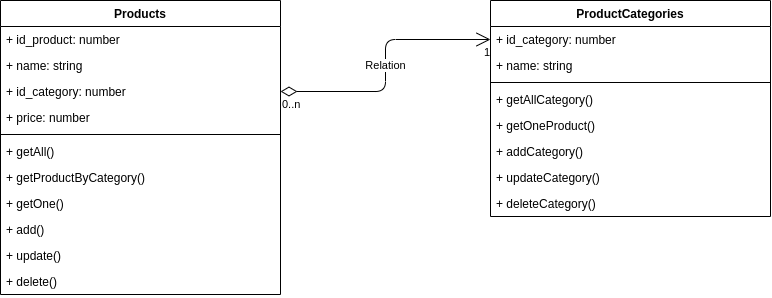 Products
+ id_product: number
+ name: string
+ id_category: number
+ price: number
+ getAll()
+ getProductByCategory()
+ getOne()
+ add()
+ update()
+ delete()
Relation
0..n
1
ProductCategories
+ id_category: number
+ name: string
+ getAllCategory()
+ getOneProduct()
+ addCategory()
+ updateCategory()
+ deleteCategory()